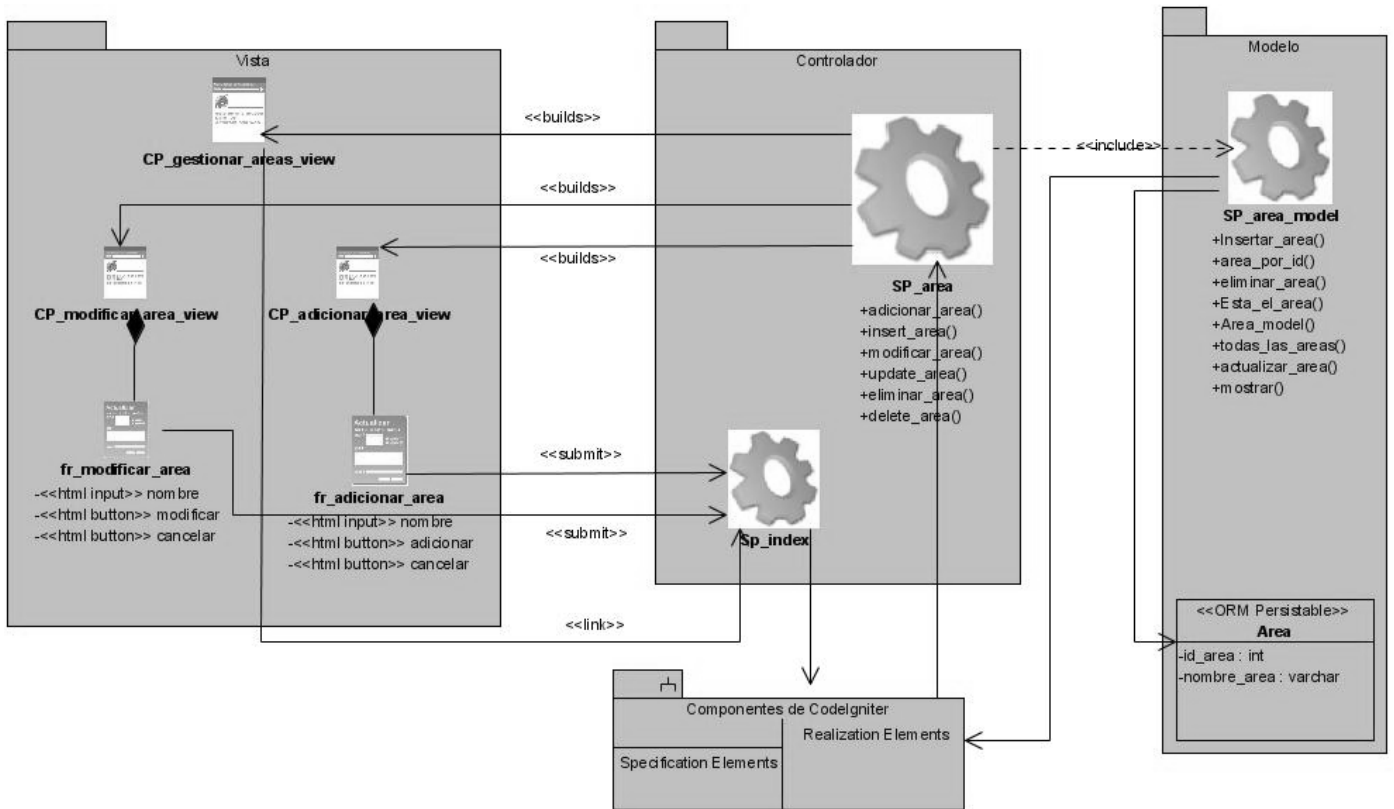 Vista
CP_gestionar_areas_view
CP_modificar_area_view
CP_adicionar_area_view
fr_modificar_area
-<<html input>> nombre
-<<html button>> modificar
-<<html button>> cancelar
Actualizar
fr_adicionar_area
-<<html input>> nombre
-<<html button>> adicionar
-<<html button>> cancelar
<<builds>>
<<builds>>
<<builds>>
<<submit>>
<<submit>>
<<link>>
Controlador
SP_area
+adicionar_area()
+insert_area()
+modificar_area()
+update_area()
+eliminar_area()
+delete_area()
Sp_index
<<include>>
Modelo
SP_area_model
+Insertar_area()
+area_por_id()
+eliminar_area()
+Esta_el_area()
+Area_model()
+todas_las_areas()
+actualizar_area()
+mostrar()
<<ORM Persistable>>
Area
-id_area : int
-nombre_area : varchar
Componentes de CodeIgniter
Realization Elements
Specification Elements